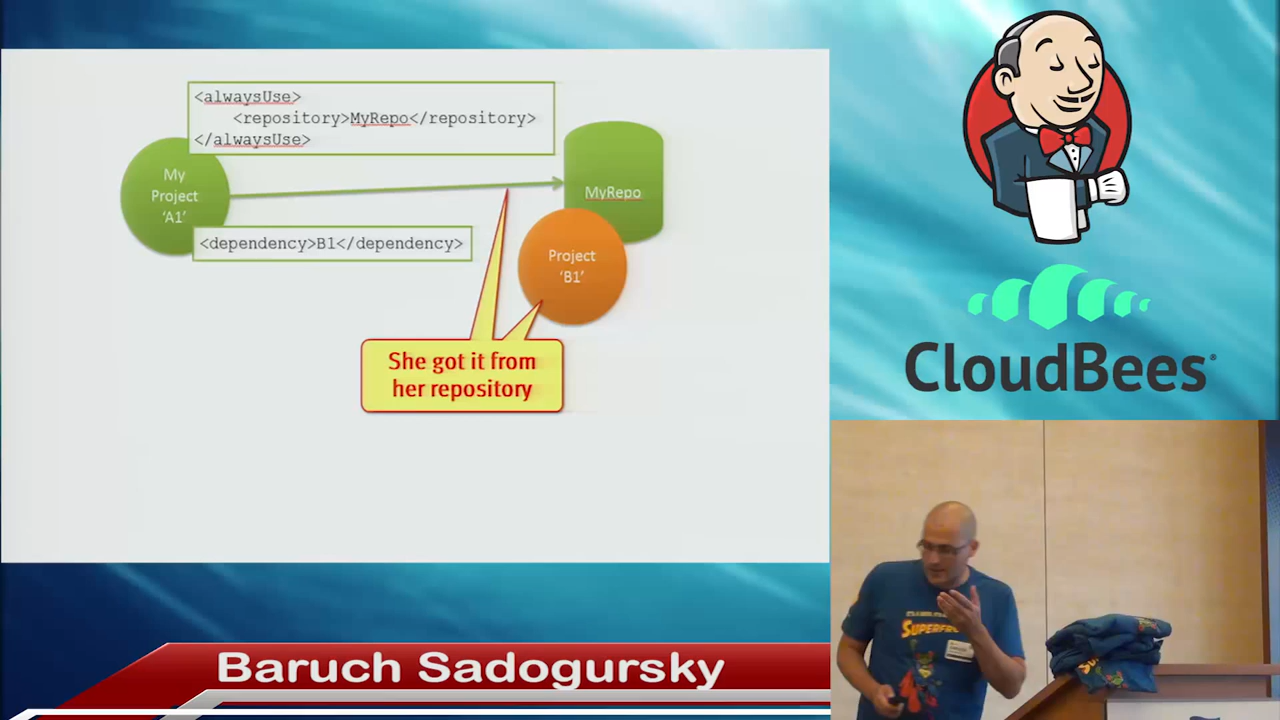 <alwaysUse>
<repository>MyRepo</repository>
</alwaysUse>
My
Project
‘A1’
MyRepo
<dependency>B1</dependency>
Project
‘B1’
She got it from
her repository
CloudBees
SUPERFR
Baruch Sadogursky